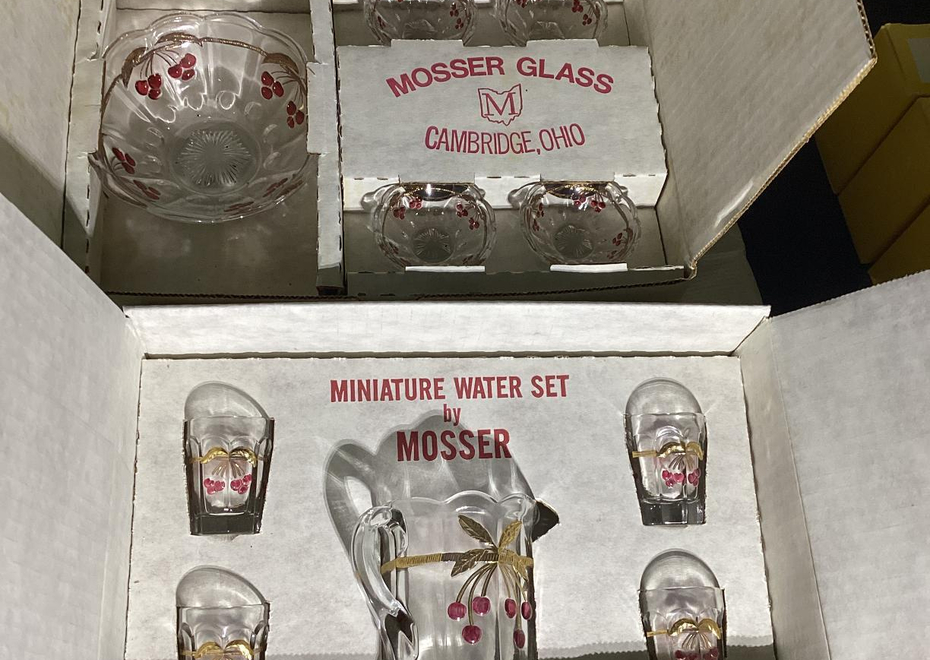 MOSSER GLASS
M
CAMBRIDGE, OHIO
MINIATURE WATER SET
by
MOSSER